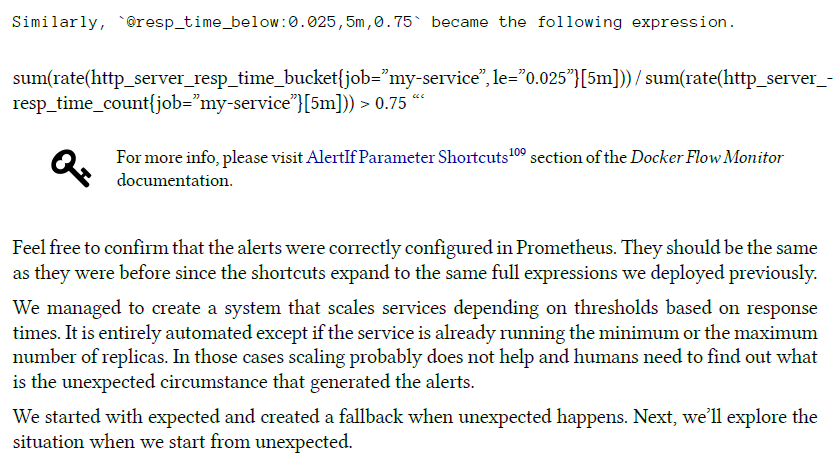 Similarly, `@resp_time_below:0.025,5m,0.75` became the following expression.
sum(rate(http_server_resp_time_bucket{job=”my-service”, le=”0.025”}[5m])) / sum(rate(http_server_-
resp_time_count{job=”my-service”}[5m])) > 0.75 “‘
For more info, please visit AlertIf Parameter Shortcuts¹⁰⁹ section of the Docker Flow Monitor
documentation.
Feel free to confirm that the alerts were correctly configured in Prometheus. They should be the same
as they were before since the shortcuts expand to the same full expressions we deployed previously.
We managed to create a system that scales services depending on thresholds based on response
times. It is entirely automated except if the service is already running the minimum or the maximum
number of replicas. In those cases scaling probably does not help and humans need to find out what
is the unexpected circumstance that generated the alerts.
We started with expected and created a fallback when unexpected happens. Next, we’ll explore the
situation when we start from unexpected.